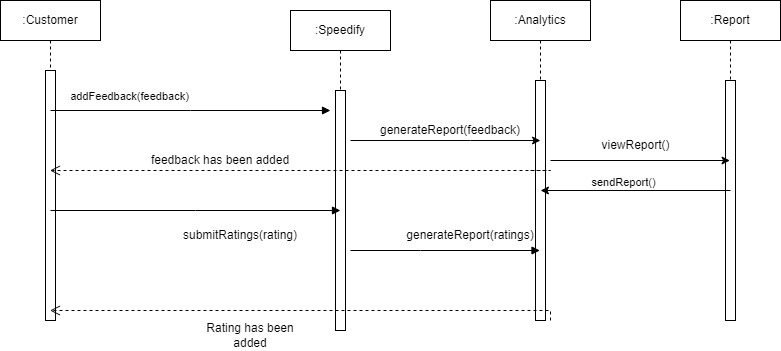 :Customer
:Speedify
:Analytics
:Report
addFeedback(feedback)
generateReport(feedback)
viewReport()
feedback has been added
sendReport()
submitRatings(rating)
generateReport(ratings)
Rating has been
added